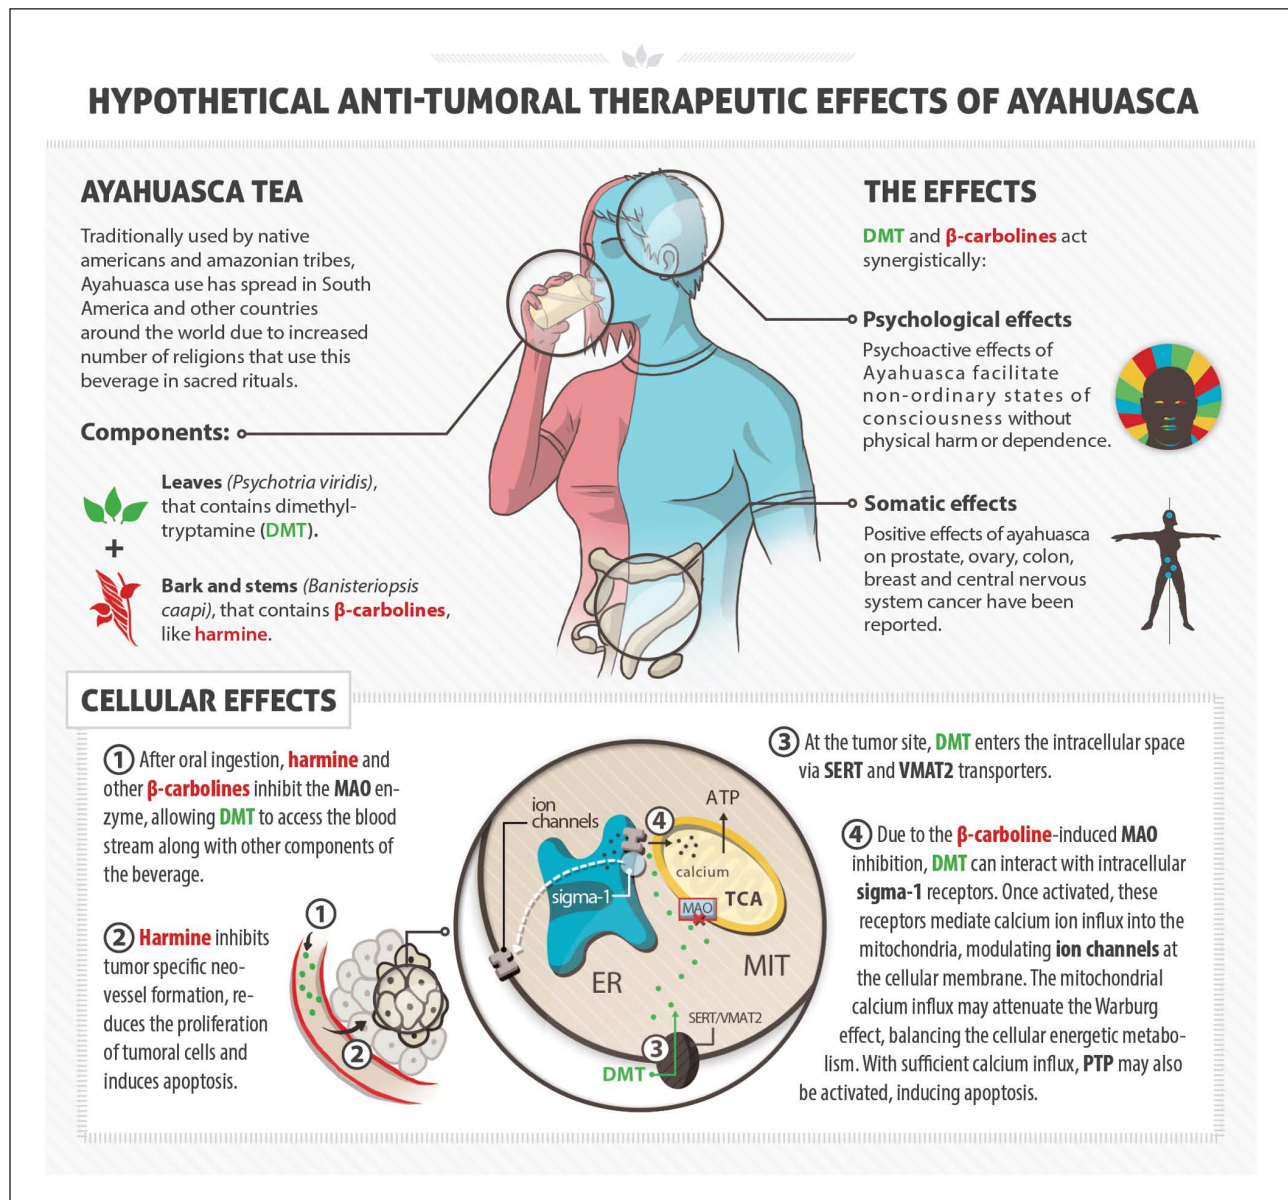 HYPOTHETICAL ANTI-TUMORAL THERAPEUTIC EFFECTS OF AYAHUASCA
AYAHUASCA TEA
Traditionally used by native
americans and amazonian tribes,
Ayahuasca use has spread in South
America and other countries
around the world due to increased
number of religions that use this
beverage in sacred rituals.
Components:
Leaves (Psychotria viridis),
that contains dimethyl-
tryptamine (DMT).
+
Bark and stems (Banisteriopsis
caapi), that contains β-carbolines,
like harmine.
THE EFFECTS
DMT and β-carbolines act
synergistically:
Psychological effects
Psychoactive effects of
Ayahuasca facilitate
non-ordinary states of
consciousness without
physical harm or dependence.
Somatic effects
Positive effects of ayahuasca
on prostate, ovary, colon,
breast and central nervous
system cancer have been
reported.
CELLULAR EFFECTS
1 After oral ingestion, harmine and
other β-carbolines inhibit the MAO en-
zyme, allowing DMT to access the blood
stream along with other components of
the beverage.
2 Harmine inhibits
tumor specific neo-
vessel formation, re-
duces the proliferation
of tumoral cells and
induces apoptosis.
1
2
ion
channels
4
ATP
calcium
sigma-1
TCA
MAO
ER
MIT
SERT/VMAT2
3
DMT
3 At the tumor site, DMT enters the intracellular space
via SERT and VMAT2 transporters.
4 Due to the β-carboline-induced MAO
inhibition, DMT can interact with intracellular
sigma-1 receptors. Once activated, these
receptors mediate calcium ion influx into the
mitochondria, modulating ion channels at
the cellular membrane. The mitochondrial
calcium influx may attenuate the Warburg
effect, balancing the cellular energetic metabo-
lism. With sufficient calcium influx, PTP may also
be activated, inducing apoptosis.